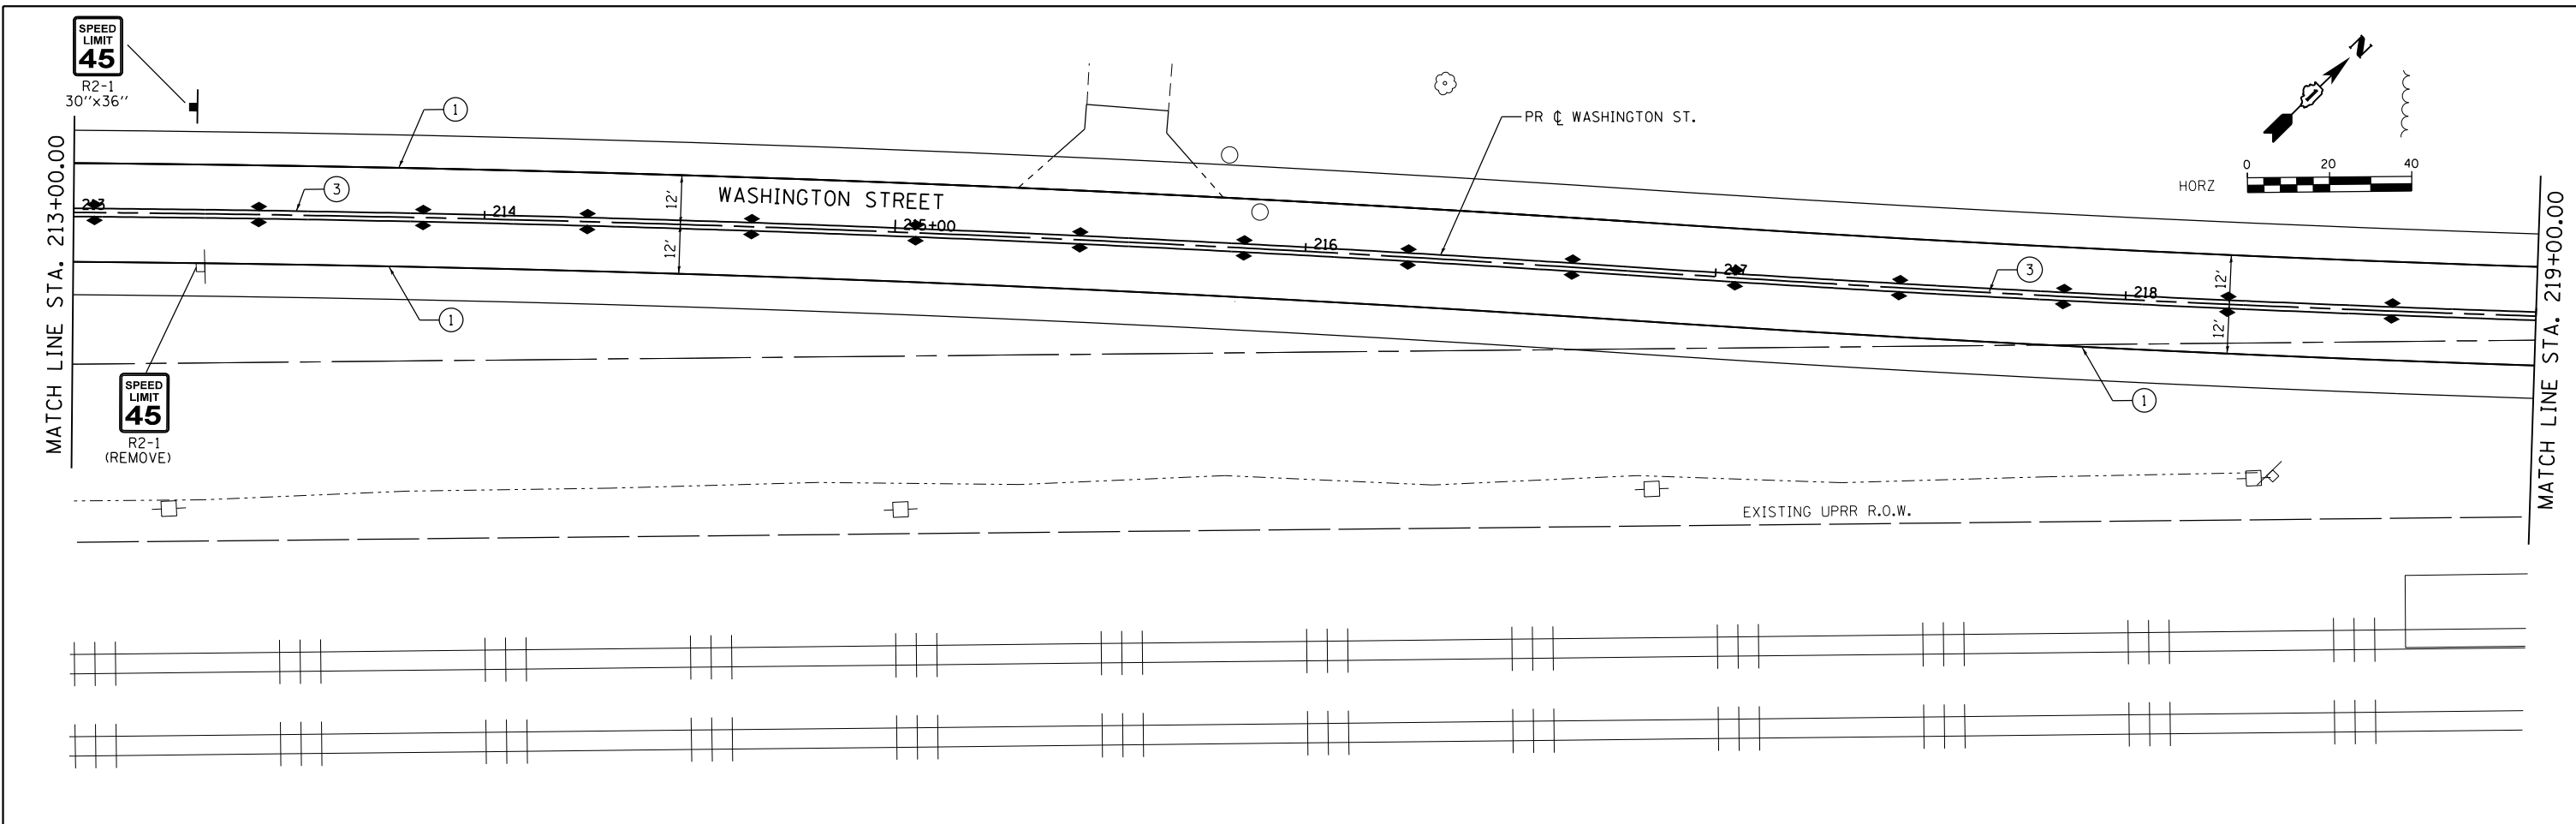 SPEED
LIMIT
45
R2-1
30''x36''
N
1
PR ℄ WASHINGTON ST.
0 20 40
HORZ
MATCH LINE STA. 213+00.00
3
12'
WASHINGTON STREET
213
214
215+00
12'
216
217
3
218
12'
12'
MATCH LINE STA. 219+00.00
1
1
SPEED
LIMIT
45
R2-1
(REMOVE)
EXISTING UPRR R.O.W.